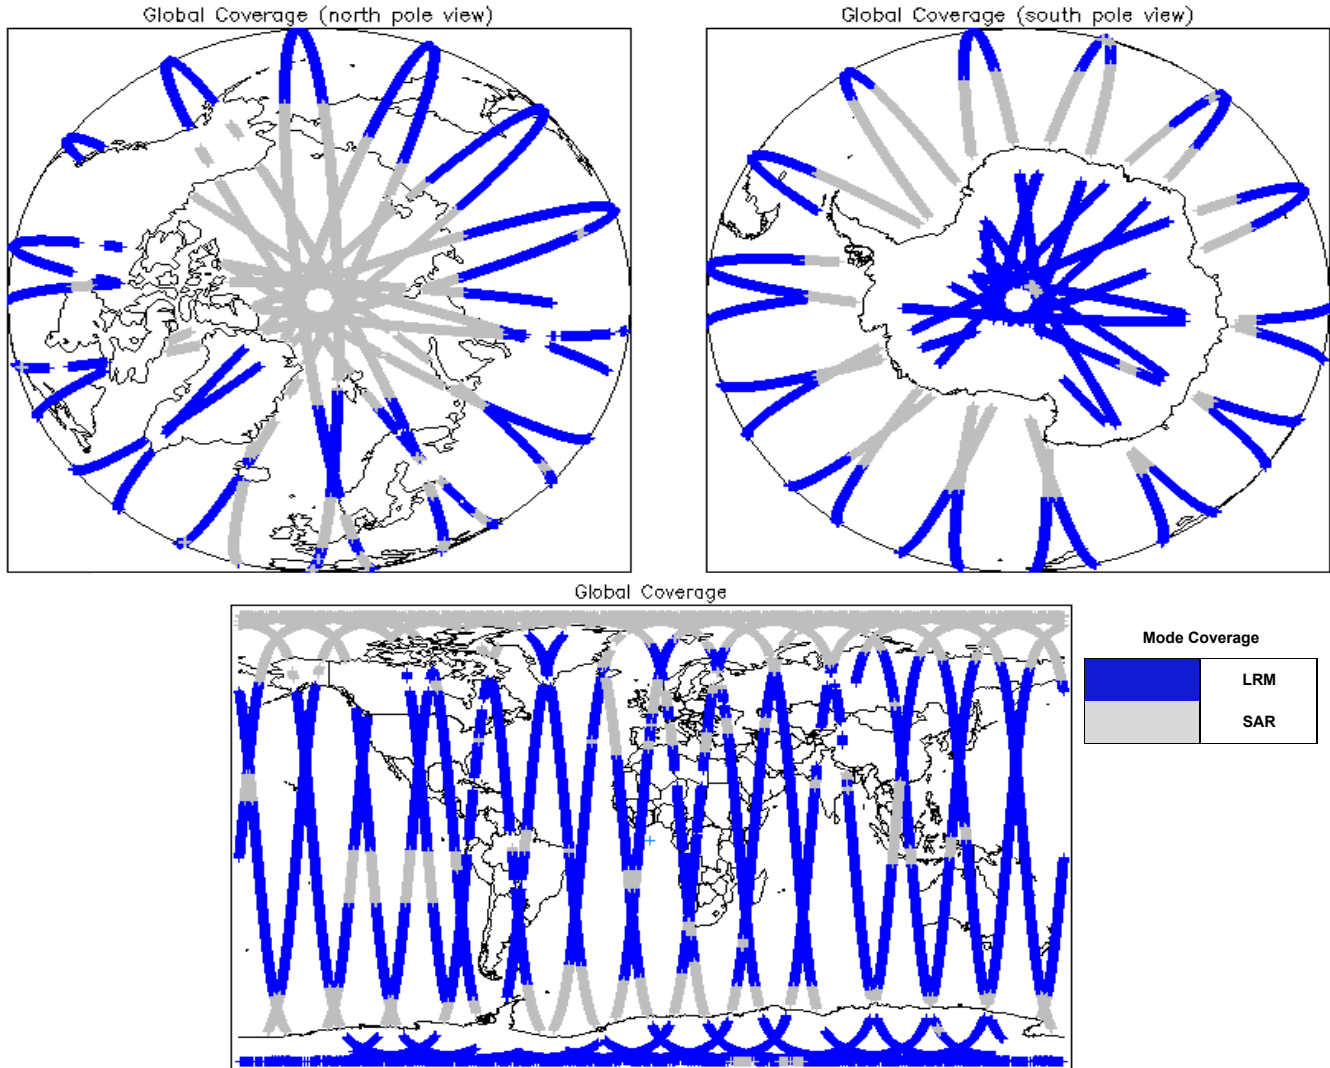 Global Coverage (north pole view)
Global Coverage (south pole view)
Global Coverage
Mode Coverage
LRM
SAR